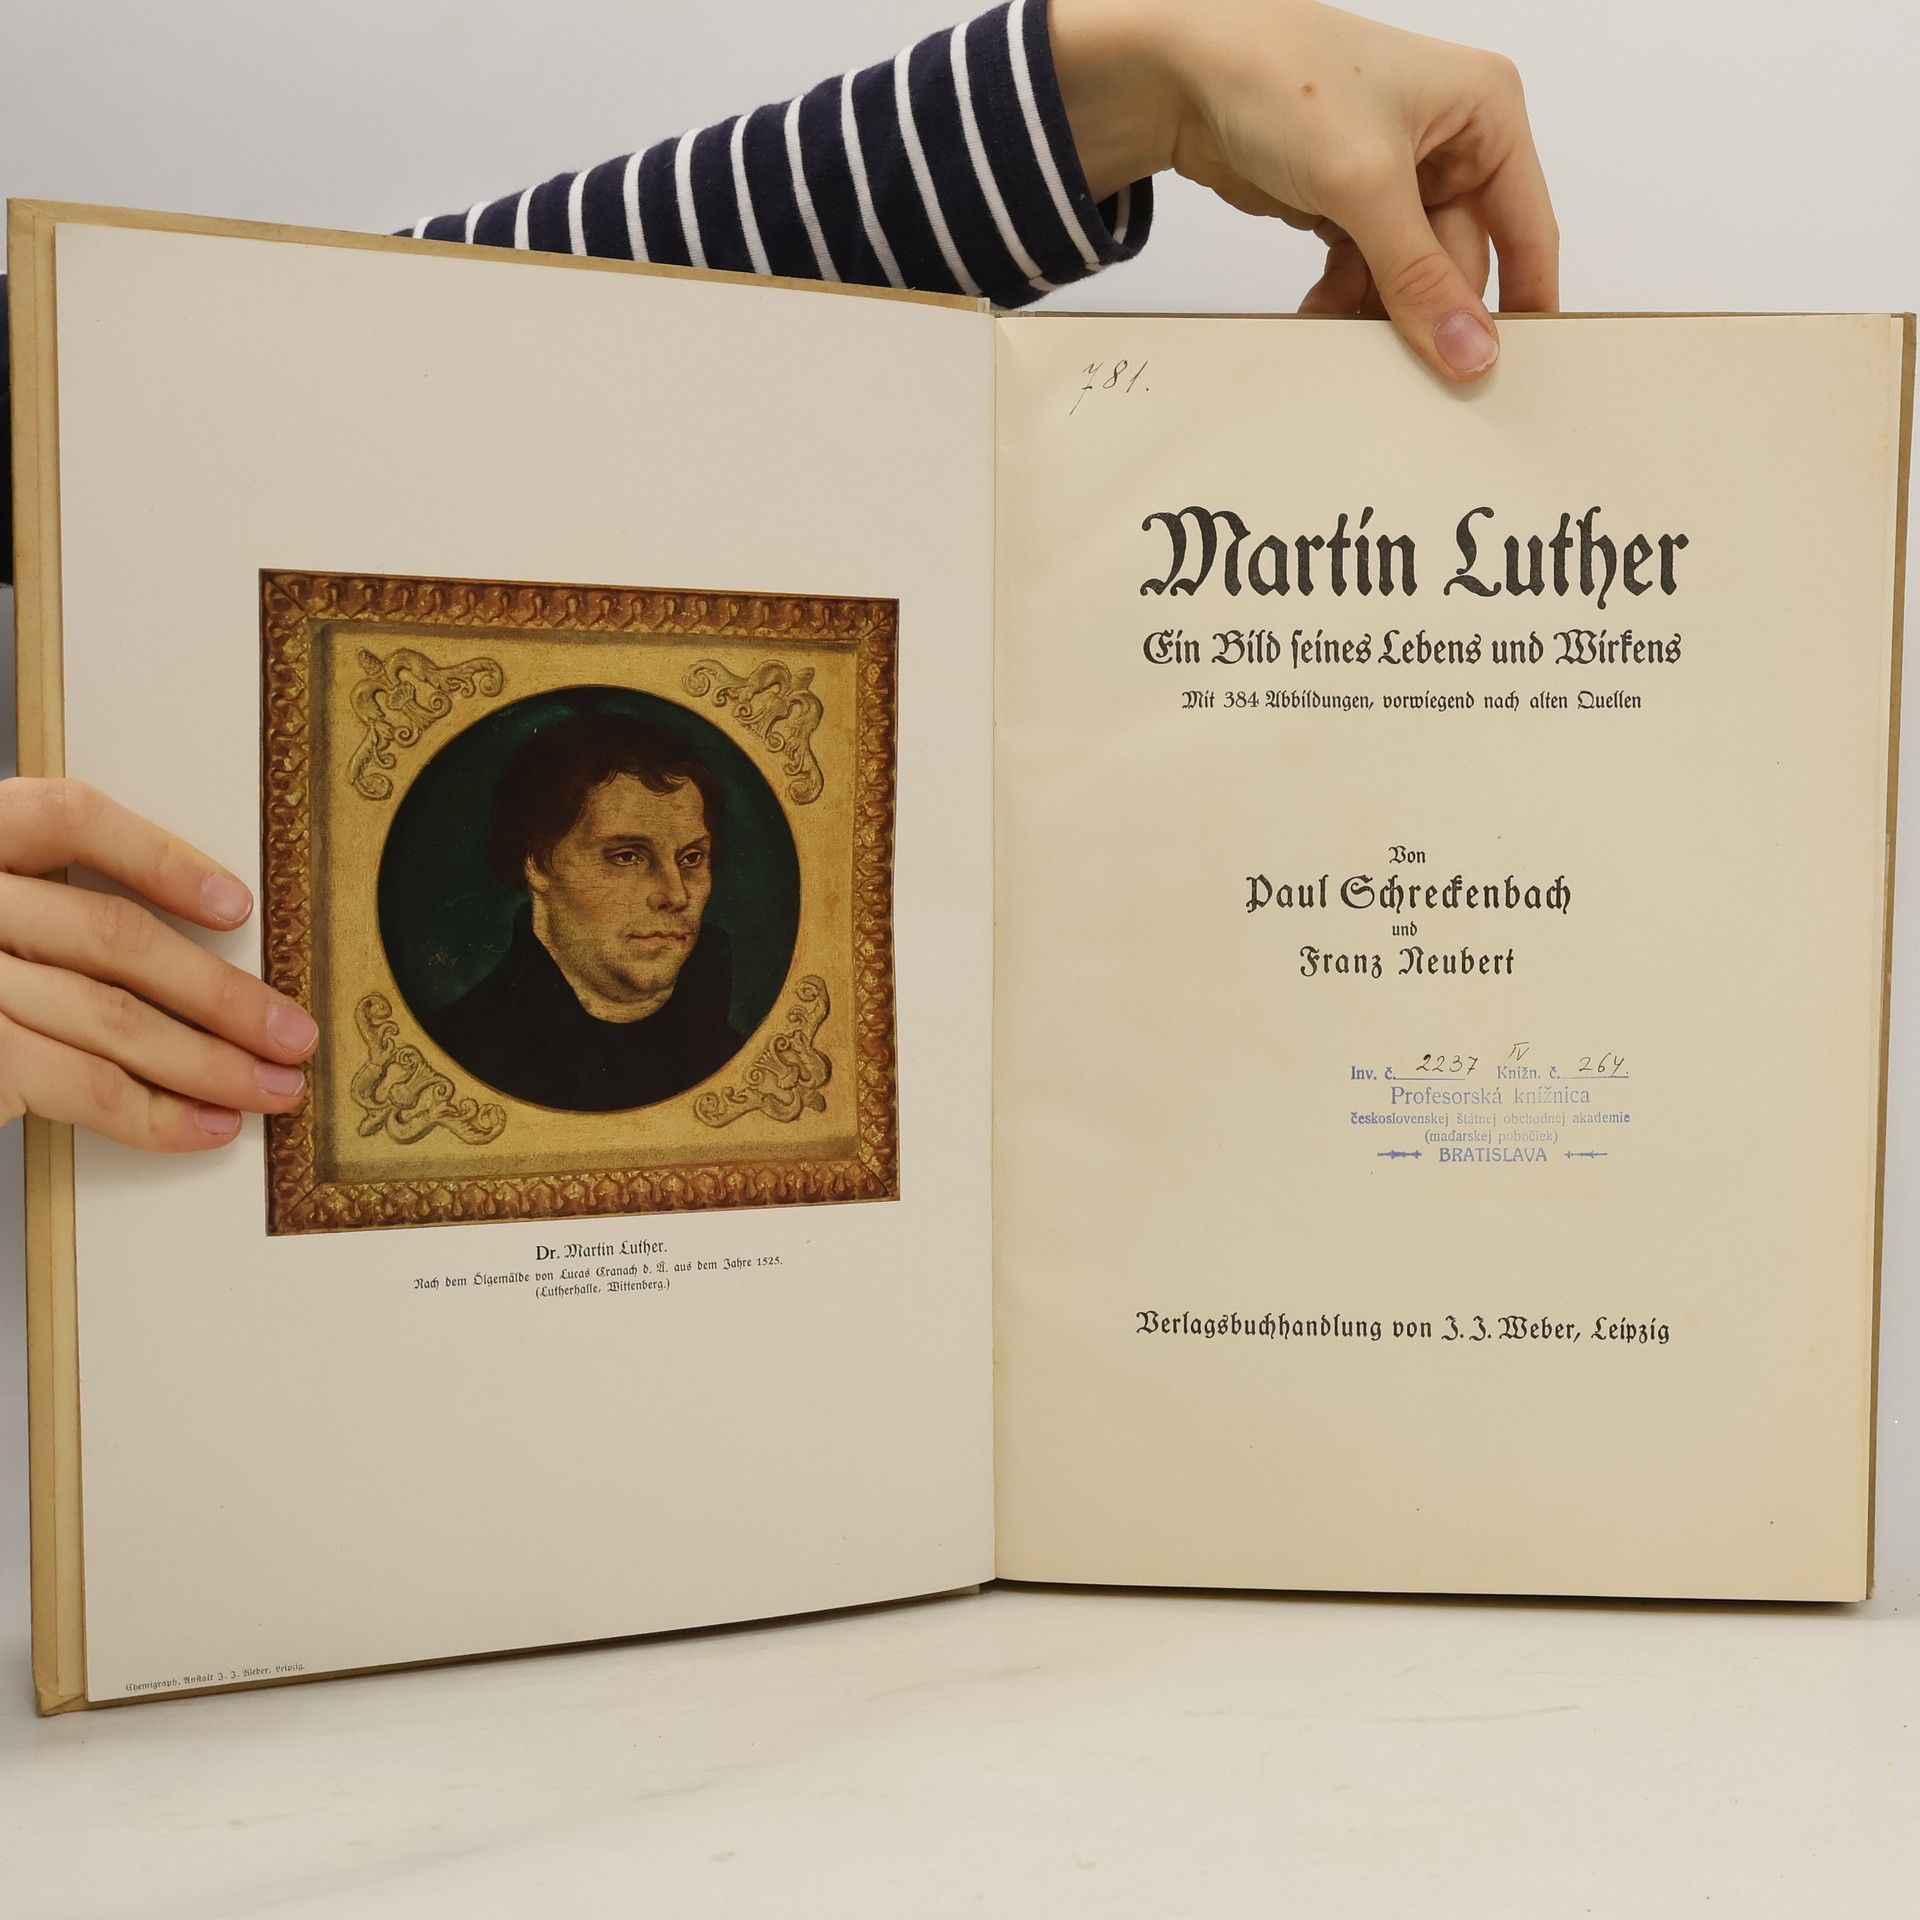 Dr. Martin Luther.
Nach dem Ölgemälde von Lucas Cranach d. Ä. aus dem Jahre 1525.
(Lutherhalle, Wittenberg.)
Chemigraph. Anstalt J. J. Weber, Leipzig.
781.
Martin Luther
Ein Bild seines Lebens und Wirkens
Mit 384 Abbildungen, vorwiegend nach alten Quellen
Von
Paul Schreckenbach
und
Franz Neubert
Inv. č. 2237 IV Knižn. č. 264.
Profesorská knížnica
československej štátnej obchodnej akademie
(maďarskej pobočiek)
BRATISLAVA
Verlagsbuchhandlung von J. J. Weber, Leipzig